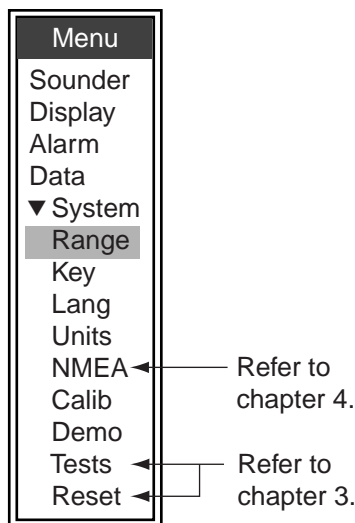 Menu
Sounder
Display
Alarm
Data
▼ System
Range
Key
Lang
Units
NMEA
Calib
Demo
Tests
Reset
Refer to
chapter 4.
Refer to
chapter 3.